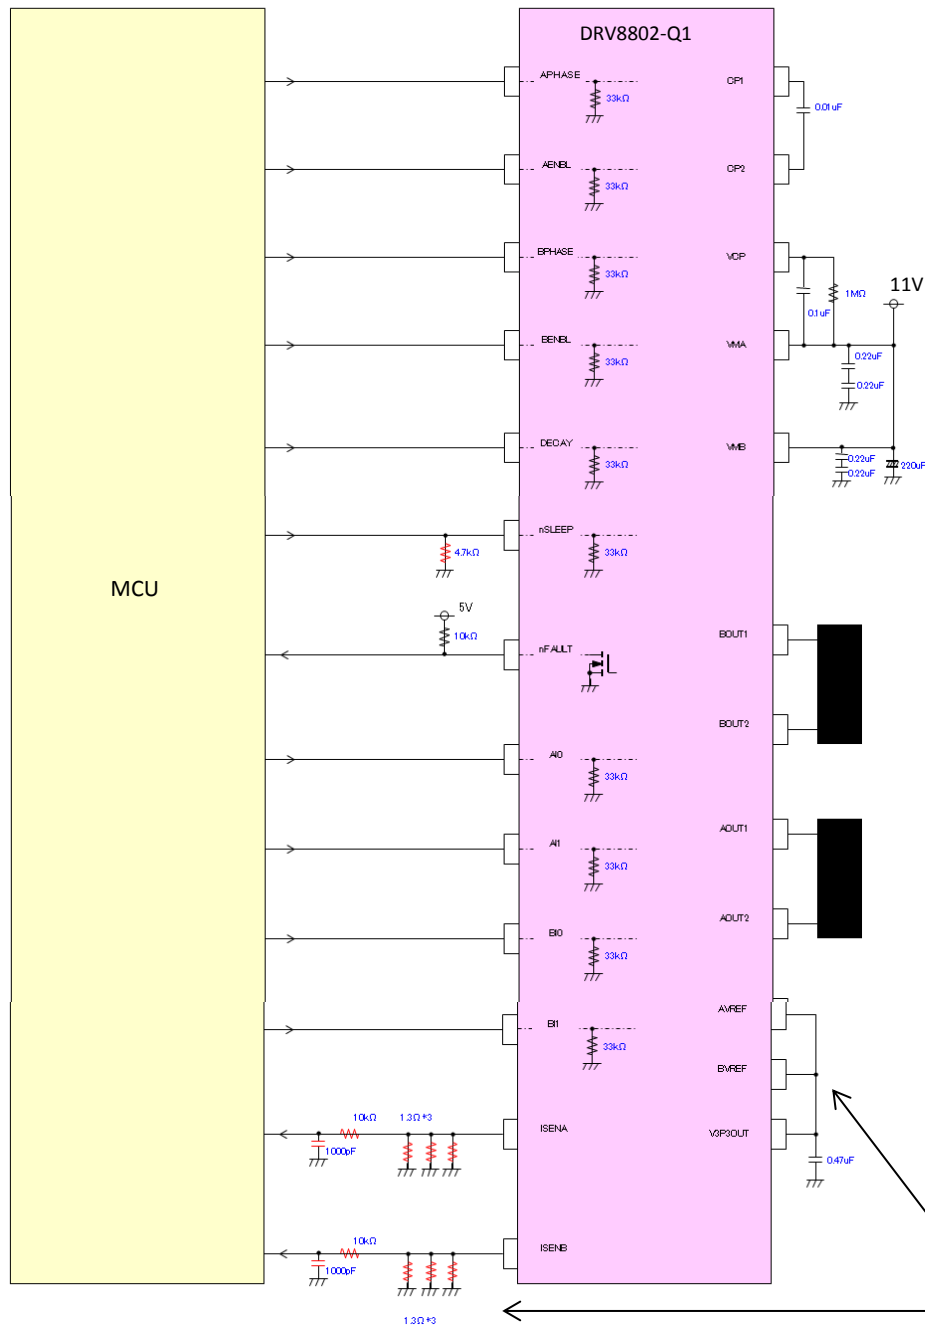 DRV8802-Q1
APHASE
CP1
33kΩ
0.01uF
AENBL
CP2
33kΩ
BPHASE
VCP
33kΩ
1MΩ
11V
0.1uF
BENBL
VMA
33kΩ
0.22uF
0.22uF
DECAY
VMB
33kΩ
0.22uF
0.22uF
220uF
nSLEEP
4.7kΩ
33kΩ
MCU
5V
10kΩ
nFAULT
BOUT1
BOUT2
AI0
33kΩ
AOUT1
AI1
33kΩ
AOUT2
BI0
33kΩ
AVREF
BI1
33kΩ
BVREF
10kΩ
1.3Ω*3
ISENA
V3P3OUT
1000pF
0.47uF
10kΩ
ISENB
1000pF
1.3Ω*3